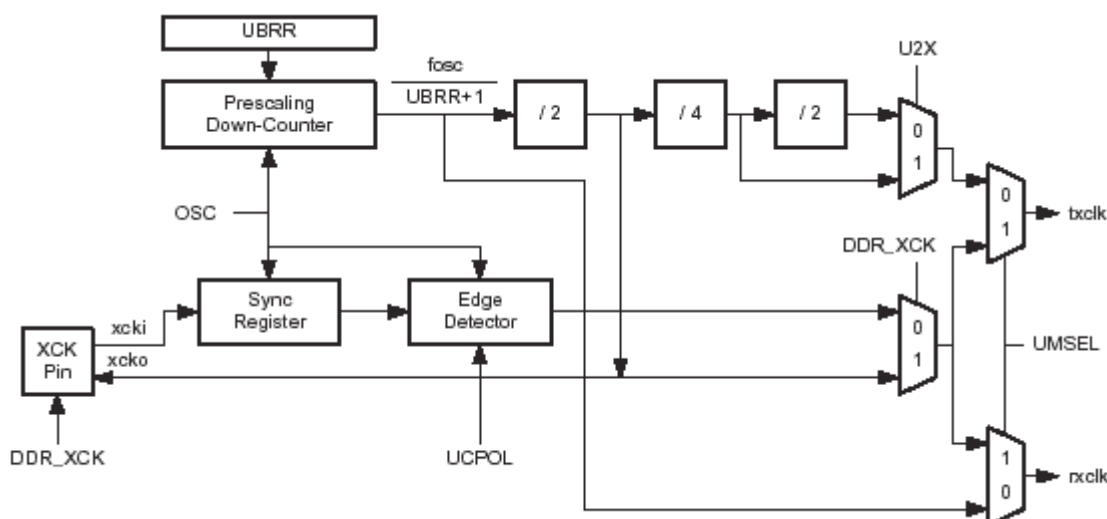 UBRR
fosc
U2X
Prescaling
Down-Counter
UBRR+1
/ 2
/ 4
/ 2
0
1
OSC
0
1
txclk
DDR_XCK
Sync
Register
Edge
Detector
xcki
XCK
Pin
xcko
0
1
UMSEL
DDR_XCK
UCPOL
1
0
rxclk